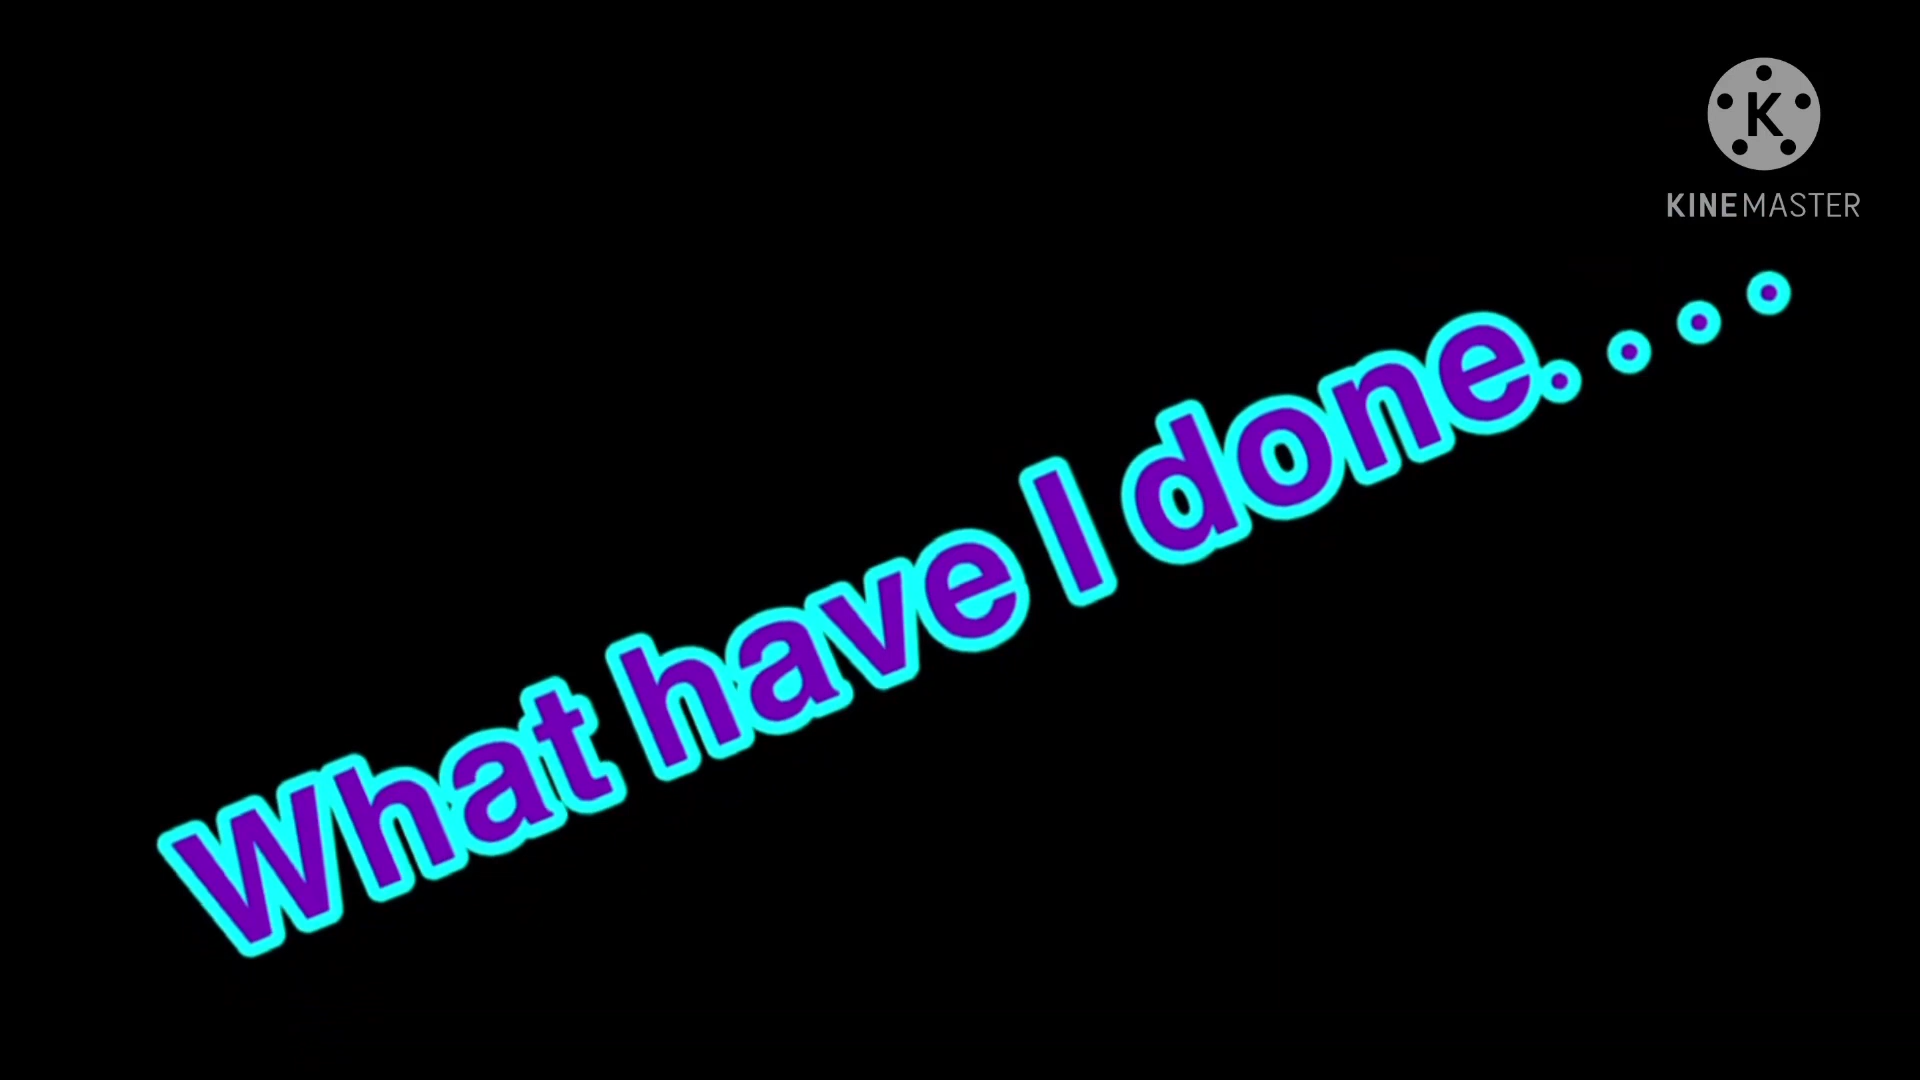 K
KINEMASTER
What have I done. . . .